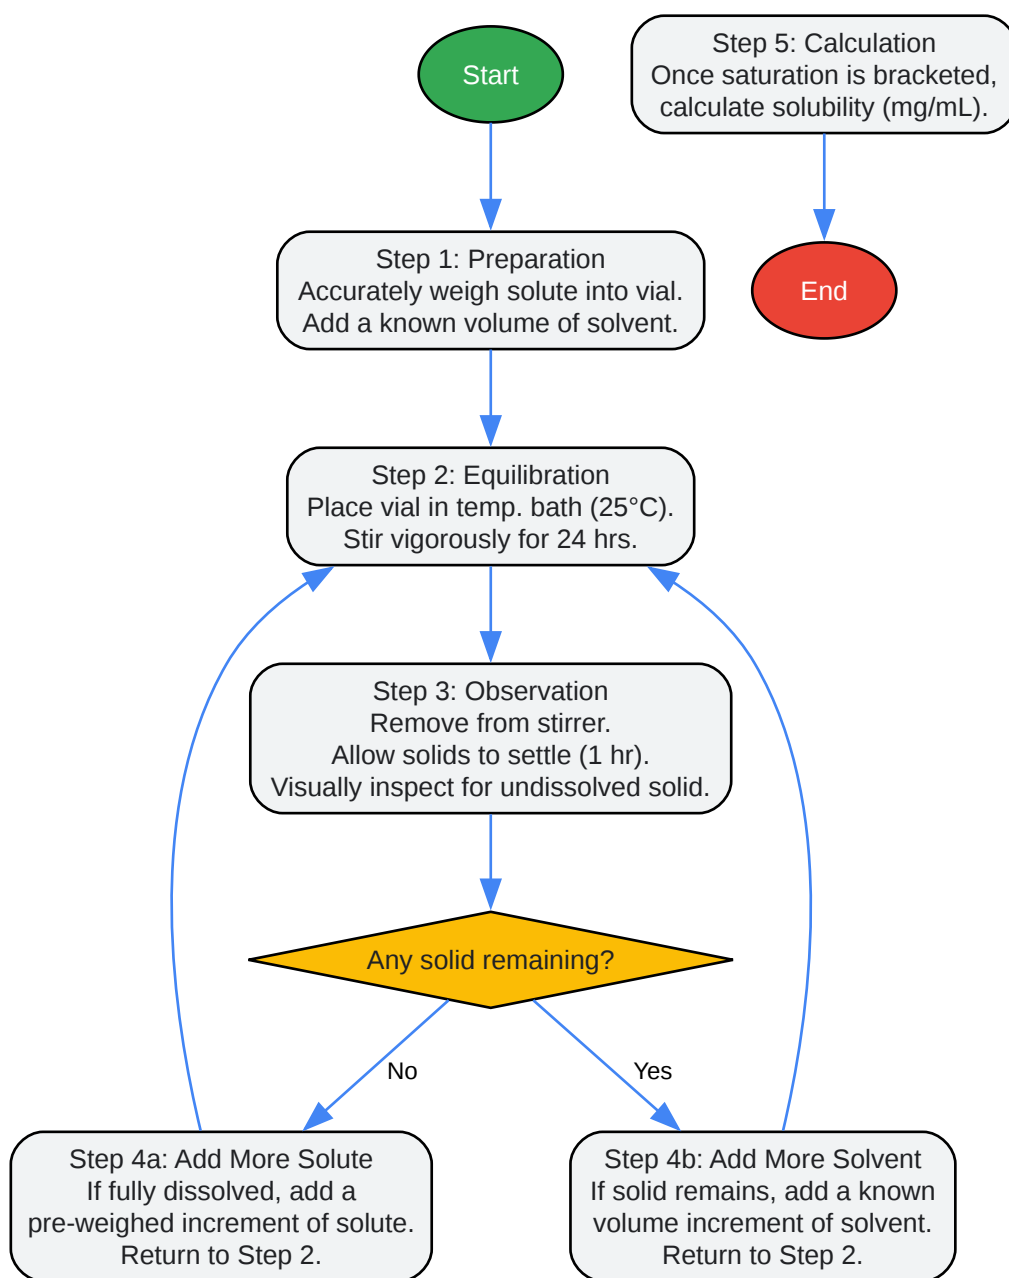 Start
Step 5: Calculation
Once saturation is bracketed,
calculate solubility (mg/mL).
Step 1: Preparation
Accurately weigh solute into vial.
Add a known volume of solvent.
End
Step 2: Equilibration
Place vial in temp. bath (25°C).
Stir vigorously for 24 hrs.
Step 3: Observation
Remove from stirrer.
Allow solids to settle (1 hr).
Visually inspect for undissolved solid.
Any solid remaining?
No
Yes
Step 4a: Add More Solute
If fully dissolved, add a
pre-weighed increment of solute.
Return to Step 2.
Step 4b: Add More Solvent
If solid remains, add a known
volume increment of solvent.
Return to Step 2.